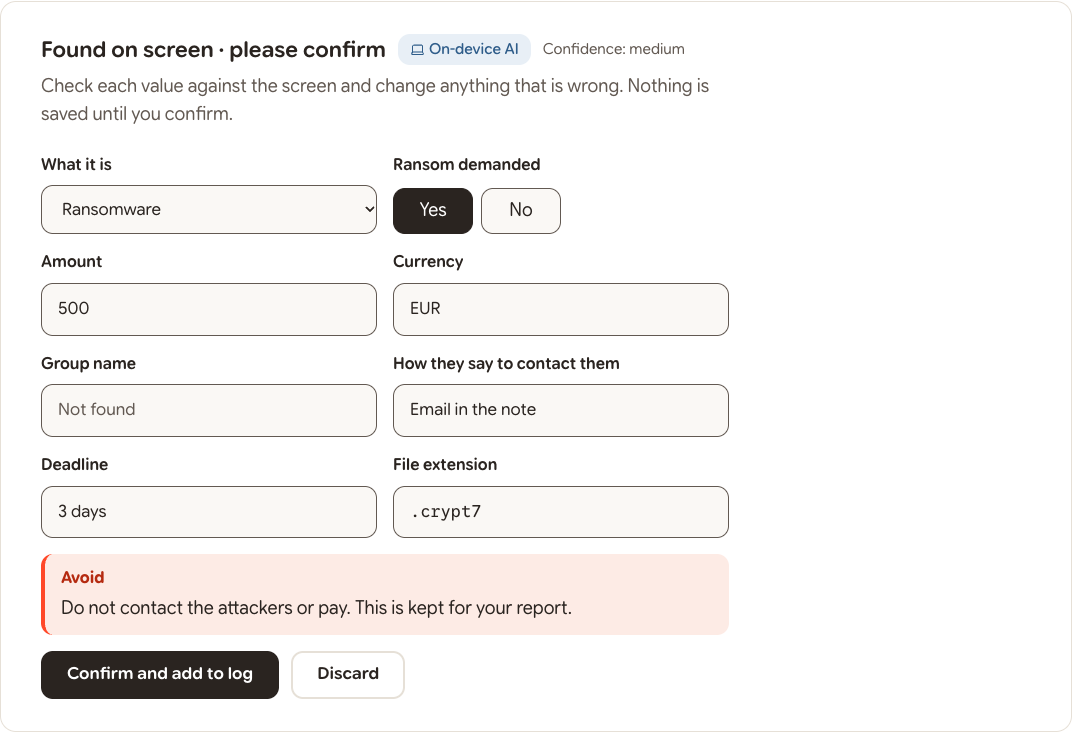 Found on screen · please confirm
On-device AI
Confidence: medium
Check each value against the screen and change anything that is wrong. Nothing is
saved until you confirm.
What it is
Ransom demanded
Ransomware
Yes
No
Amount
Currency
500
EUR
Group name
How they say to contact them
Not found
Email in the note
Deadline
File extension
3 days
.crypt7
Avoid
Do not contact the attackers or pay. This is kept for your report.
Confirm and add to log
Discard